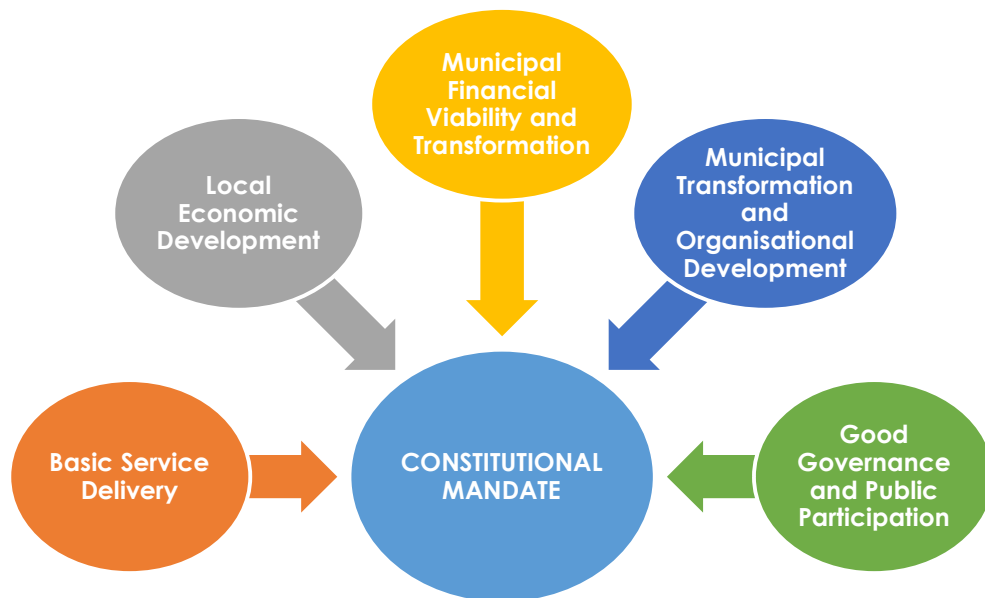 Municipal
Financial
Viability and
Transformation
Local
Economic
Development
Municipal
Transformation
and
Organisational
Development
Basic Service
Delivery
CONSTITUTIONAL
MANDATE
Good
Governance
and Public
Participation